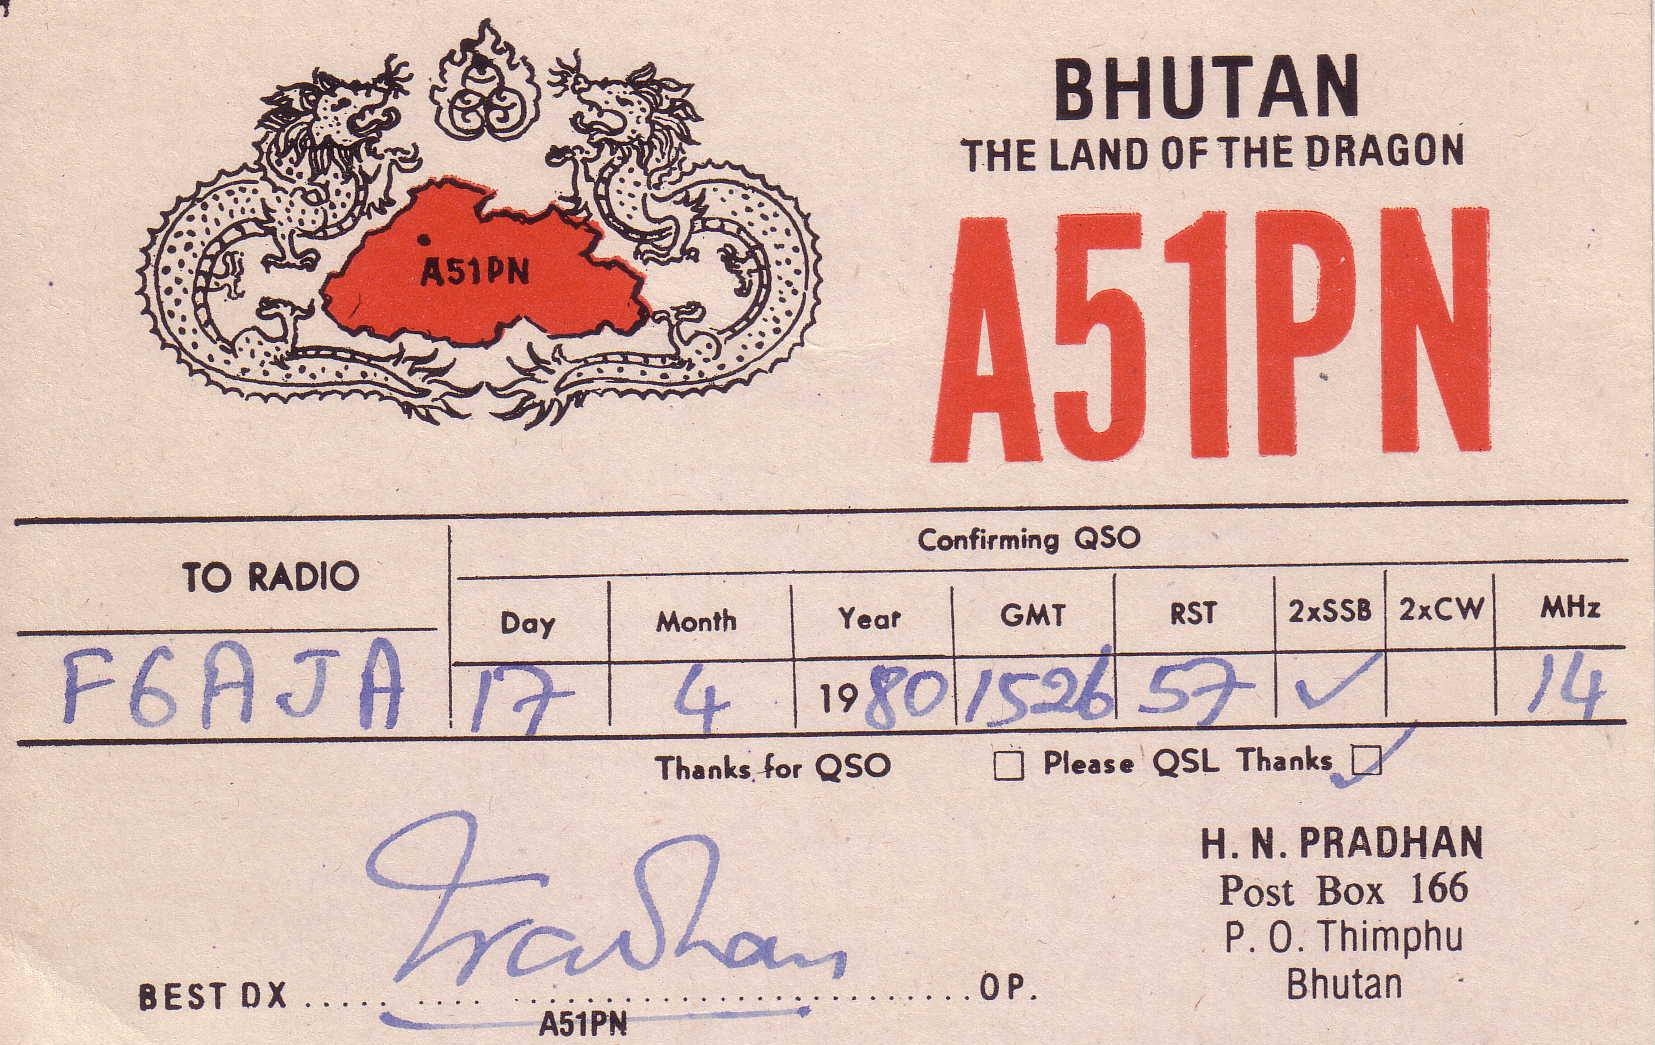 BHUTAN
THE LAND OF THE DRAGON
A51PN
A51PN
Confirming QSO
TO RADIO
Day Month Year GMT RST 2xSSB 2xCW MHz
F6AJA 17 4 1980 1526 57 ✓ 14
Thanks for QSO □ Please QSL Thanks □ ✓
Pradhan
H. N. PRADHAN
Post Box 166
P. O. Thimphu
Bhutan
BEST DX ..... .... ............................OP.
A51PN